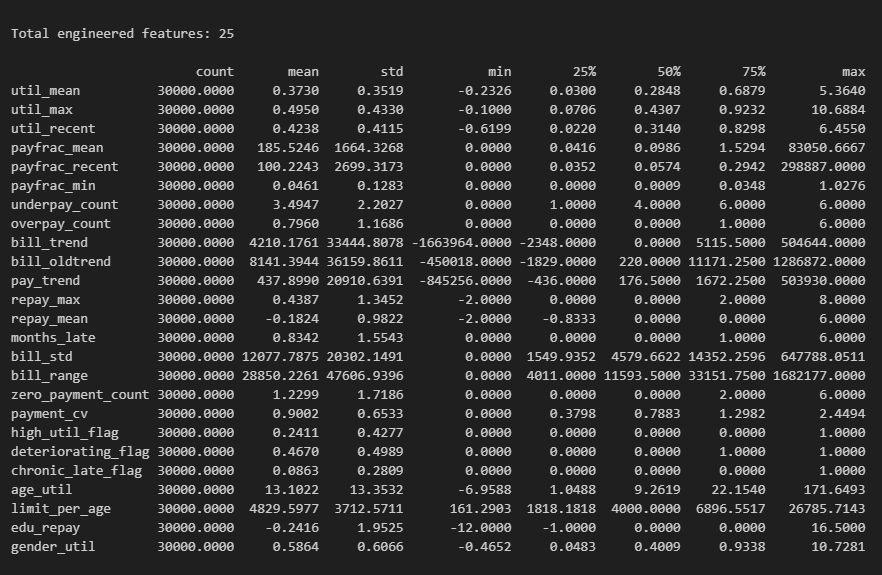 Total engineered features: 25
count mean std min 25% 50% 75% max
util_mean 30000.0000 0.3730 0.3519 -0.2326 0.0300 0.2848 0.6879 5.3640
util_max 30000.0000 0.4950 0.4330 -0.1000 0.0706 0.4307 0.9232 10.6884
util_recent 30000.0000 0.4238 0.4115 -0.6199 0.0220 0.3140 0.8298 6.4550
payfrac_mean 30000.0000 185.5246 1664.3268 0.0000 0.0416 0.0986 1.5294 83050.6667
payfrac_recent 30000.0000 100.2243 2699.3173 0.0000 0.0352 0.0574 0.2942 298887.0000
payfrac_min 30000.0000 0.0461 0.1283 0.0000 0.0000 0.0009 0.0348 1.0276
underpay_count 30000.0000 3.4947 2.2027 0.0000 1.0000 4.0000 6.0000 6.0000
overpay_count 30000.0000 0.7960 1.1686 0.0000 0.0000 0.0000 1.0000 6.0000
bill_trend 30000.0000 4210.1761 33444.8078 -1663964.0000 -2348.0000 0.0000 5115.5000 504644.0000
bill_oldtrend 30000.0000 8141.3944 36159.8611 -450018.0000 -1829.0000 220.0000 11171.2500 1286872.0000
pay_trend 30000.0000 437.8990 20910.6391 -845256.0000 -436.0000 176.5000 1672.2500 503930.0000
repay_max 30000.0000 0.4387 1.3452 -2.0000 0.0000 0.0000 2.0000 8.0000
repay_mean 30000.0000 -0.1824 0.9822 -2.0000 -0.8333 0.0000 0.0000 6.0000
months_late 30000.0000 0.8342 1.5543 0.0000 0.0000 0.0000 1.0000 6.0000
bill_std 30000.0000 12077.7875 20302.1491 0.0000 1549.9352 4579.6622 14352.2596 647788.0511
bill_range 30000.0000 28850.2261 47606.9396 0.0000 4011.0000 11593.5000 33151.7500 1682177.0000
zero_payment_count 30000.0000 1.2299 1.7186 0.0000 0.0000 0.0000 2.0000 6.0000
payment_cv 30000.0000 0.9002 0.6533 0.0000 0.3798 0.7883 1.2982 2.4494
high_util_flag 30000.0000 0.2411 0.4277 0.0000 0.0000 0.0000 0.0000 1.0000
deteriorating_flag 30000.0000 0.4670 0.4989 0.0000 0.0000 0.0000 1.0000 1.0000
chronic_late_flag 30000.0000 0.0863 0.2809 0.0000 0.0000 0.0000 0.0000 1.0000
age_util 30000.0000 13.1022 13.3532 -6.9588 1.0488 9.2619 22.1540 171.6493
limit_per_age 30000.0000 4829.5977 3712.5711 161.2903 1818.1818 4000.0000 6896.5517 26785.7143
edu_repay 30000.0000 -0.2416 1.9525 -12.0000 -1.0000 0.0000 0.0000 16.5000
gender_util 30000.0000 0.5864 0.6066 -0.4652 0.0483 0.4009 0.9338 10.7281